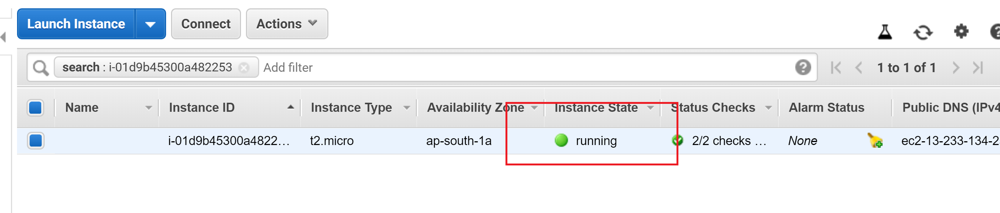 Launch Instance Connect Actions
search : i-01d9b45300a482253 Add filter 1 to 1 of 1
Name Instance ID Instance Type Availability Zone Instance State Status Checks Alarm Status Public DNS (IPv4
i-01d9b45300a4822… t2.micro ap-south-1a running 2/2 checks … None ec2-13-233-134-2